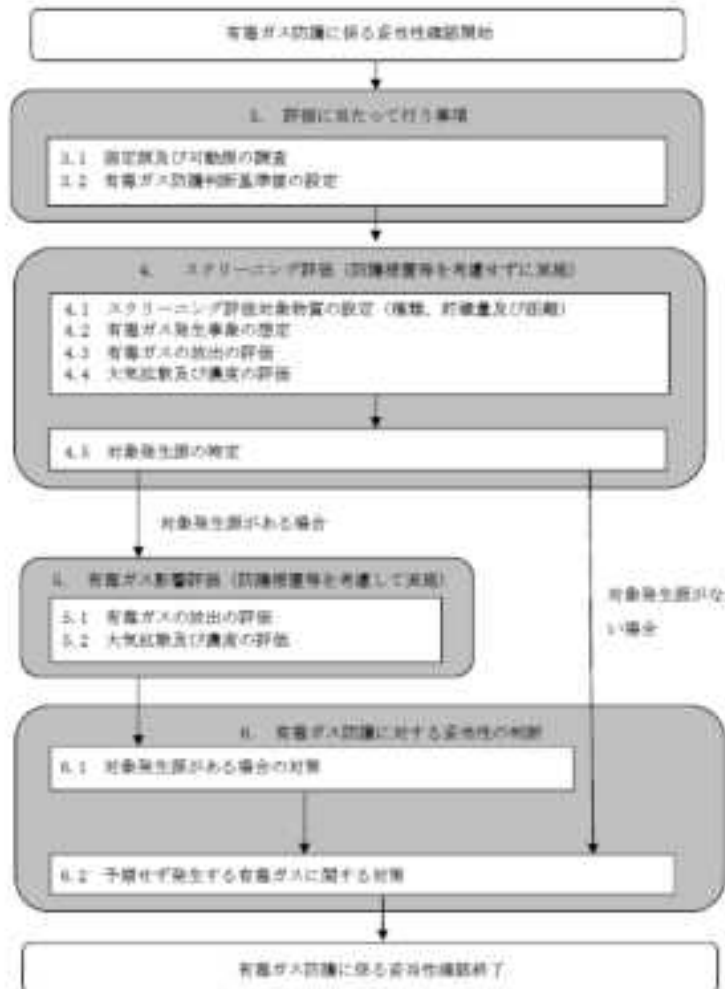 有毒ガス防護に係る妥当性確認開始
3. 評価に当たって行う事項
3.1 固定源及び可動源の調査
3.2 有毒ガス防護判断基準値の設定
4. スクリーニング評価（防護措置等を考慮せずに実施）
4.1 スクリーニング評価対象物質の設定（種類、貯蔵量及び距離）
4.2 有毒ガス発生事象の想定
4.3 有毒ガスの放出の評価
4.4 大気拡散及び濃度の評価
4.5 対象発生源の特定
対象発生源がある場合
5. 有毒ガス影響評価（防護措置等を考慮して実施）
5.1 有毒ガスの放出の評価
5.2 大気拡散及び濃度の評価
対象発生源がな
い場合
6. 有毒ガス防護に対する妥当性の判断
6.1 対象発生源がある場合の対策
6.2 予期せず発生する有毒ガスに関する対策
有毒ガス防護に係る妥当性確認終了